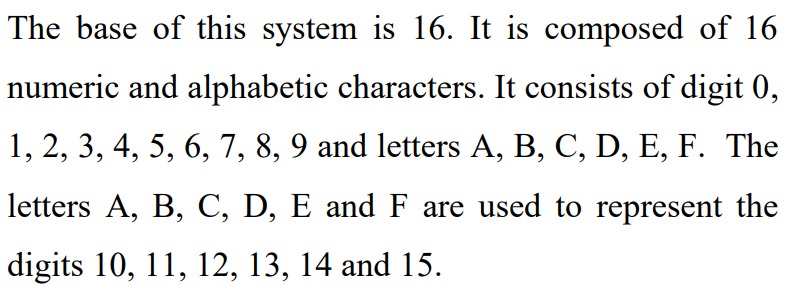 The base of this system is 16. It is composed of 16
numeric and alphabetic characters. It consists of digit 0,
1, 2, 3, 4, 5, 6, 7, 8, 9 and letters A, B, C, D, E, F. The
letters A, B, C, D, E and F are used to represent the
digits 10, 11, 12, 13, 14 and 15.